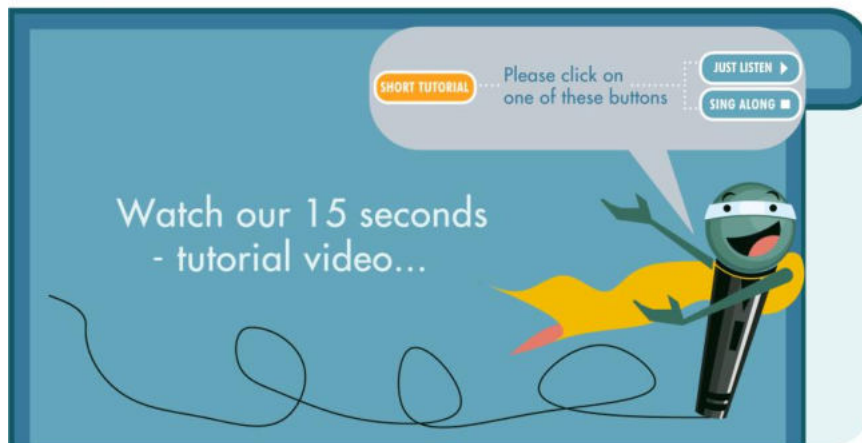 SHORT TUTORIAL
Please click on
one of these buttons
JUST LISTEN
SING ALONG
Watch our 15 seconds
- tutorial video...